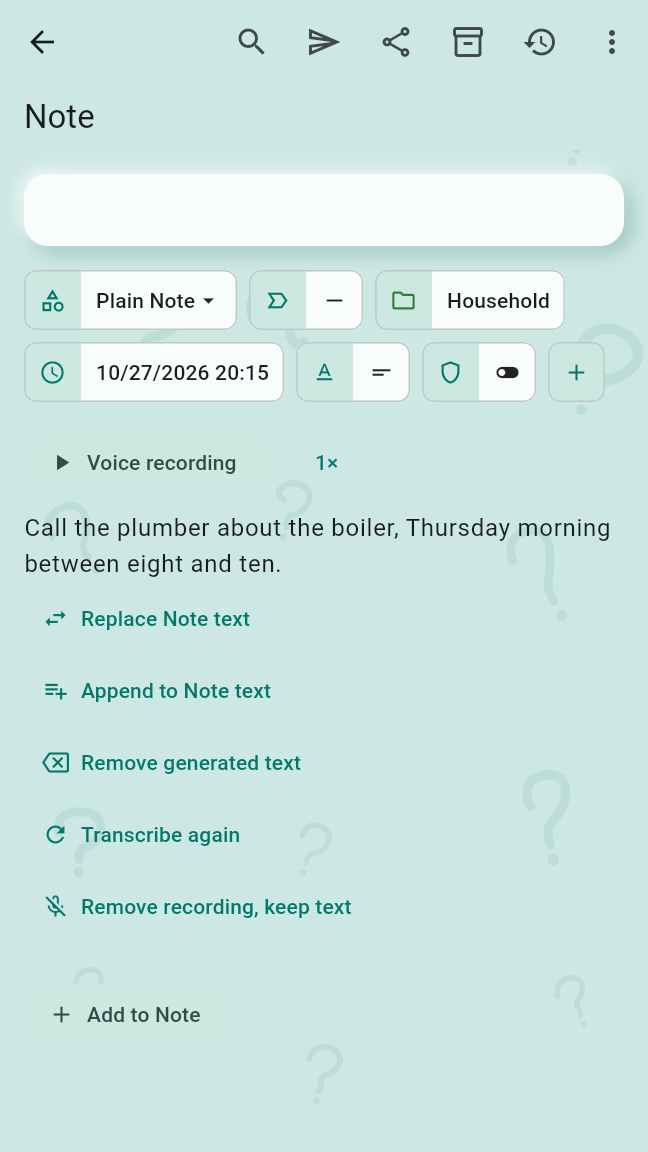 Note
Plain Note
Household
10/27/2026 20:15
A
Voice recording
1×
Call the plumber about the boiler, Thursday morning
between eight and ten.
Replace Note text
Append to Note text
Remove generated text
Transcribe again
Remove recording, keep text
Add to Note